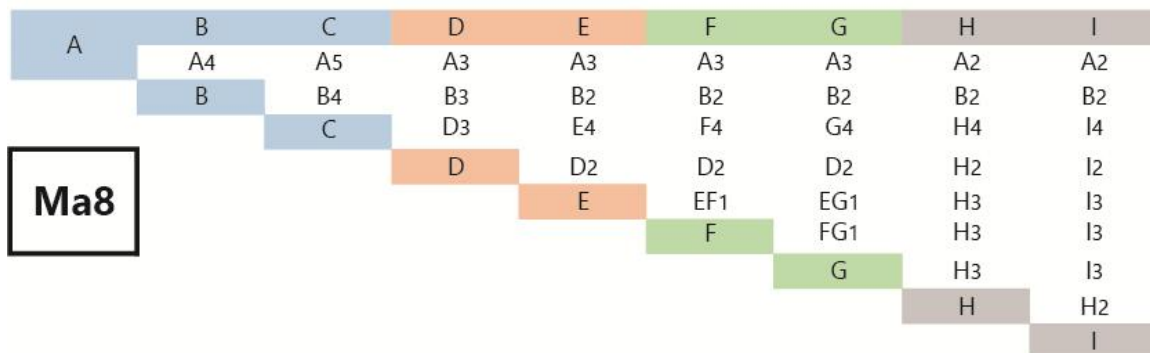 A B C D E F G H I
A4 A5 A3 A3 A3 A3 A2 A2
B B4 B3 B2 B2 B2 B2 B2
C D3 E4 F4 G4 H4 I4
D D2 D2 D2 H2 I2
Ma8
E EF1 EG1 H3 I3
F FG1 H3 I3
G H3 I3
H H2
I